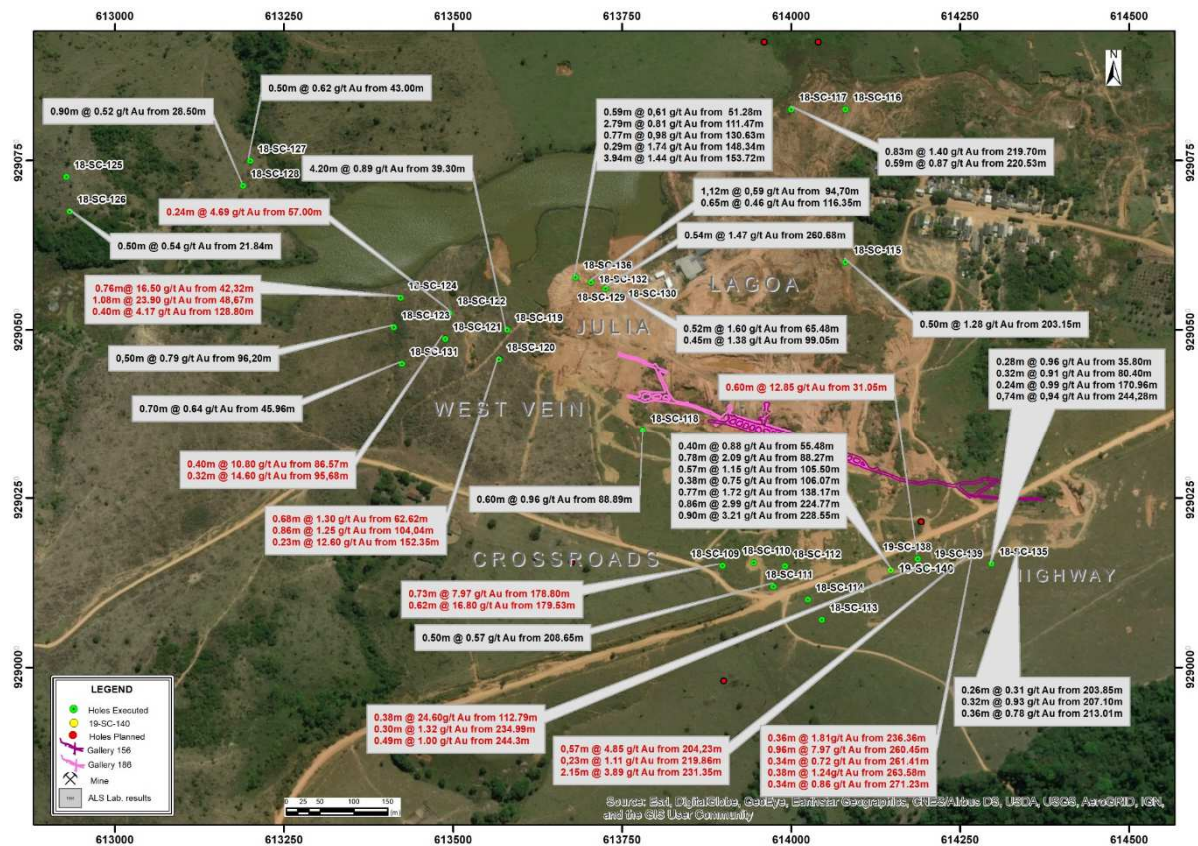 613000 613250 613500 613750 614000 614250 614500
N
0.50m @ 0.62 g/t Au from 43.00m
0.90m @ 0.52 g/t Au from 28.50m
18-SC-117
18-SC-116
0.59m @ 0,61 g/t Au from 51.28m
2.79m @ 0.81 g/t Au from 111.47m
0.77m @ 0,98 g/t Au from 130.63m
0.29m @ 1.74 g/t Au from 148.34m
3.94m @ 1.44 g/t Au from 153.72m
0.83m @ 1.40 g/t Au from 219.70m
0.59m @ 0.87 g/t Au from 220.53m
929075
929075
18-SC-127
18-SC-128
18-SC-125
18-SC-126
4.20m @ 0.89 g/t Au from 39.30m
0.24m @ 4.69 g/t Au from 57.00m
1,12m @ 0,59 g/t Au from 94,70m
0.65m @ 0.46 g/t Au from 116.35m
0.50m @ 0.54 g/t Au from 21.84m
0.54m @ 1.47 g/t Au from 260.68m
18-SC-115
18-SC-136
18-SC-132
18-SC-129
18-SC-130
LAGOA
0.76m @ 16.50 g/t Au from 42,32m
1.08m @ 23.90 g/t Au from 48,67m
0.40m @ 4.17 g/t Au from 128.80m
18-SC-124
18-SC-122
18-SC-123
18-SC-121
18-SC-119
JULIA
929050
929050
0.52m @ 1.60 g/t Au from 65.48m
0.45m @ 1.38 g/t Au from 99.05m
0.50m @ 1.28 g/t Au from 203.15m
0,50m @ 0.79 g/t Au from 96,20m
18-SC-131
18-SC-120
0.28m @ 0.96 g/t Au from 35.80m
0.32m @ 0.91 g/t Au from 80.40m
0.24m @ 0.99 g/t Au from 170.96m
0,74m @ 0,94 g/t Au from 244,28m
0.60m @ 12.85 g/t Au from 31.05m
0.70m @ 0.64 g/t Au from 45.96m
WEST VEIN
18-SC-118
0.40m @ 0.88 g/t Au from 55.48m
0.78m @ 2.09 g/t Au from 88.27m
0.57m @ 1.15 g/t Au from 105.50m
0.38m @ 0.75 g/t Au from 106.07m
0.77m @ 1.72 g/t Au from 138.17m
0.86m @ 2.99 g/t Au from 224.77m
0.90m @ 3.21 g/t Au from 228.55m
0.40m @ 10.80 g/t Au from 86.57m
0.32m @ 14.60 g/t Au from 95,68m
0.60m @ 0.96 g/t Au from 88.89m
929025
929025
0.68m @ 1.30 g/t Au from 62.62m
0.86m @ 1.25 g/t Au from 104,04m
0.23m @ 12.60 g/t Au from 152.35m
CROSSROADS
18-SC-109
18-SC-110
18-SC-112
18-SC-111
18-SC-114
18-SC-113
19-SC-138
19-SC-139
19-SC-140
18-SC-135
HIGHWAY
0.73m @ 7.97 g/t Au from 178.80m
0.62m @ 16.80 g/t Au from 179.53m
0.50m @ 0.57 g/t Au from 208.65m
929000
929000
0.26m @ 0.31 g/t Au from 203.85m
0.32m @ 0.93 g/t Au from 207.10m
0.36m @ 0.78 g/t Au from 213.01m
0.38m @ 24.60g/t Au from 112.79m
0.30m @ 1.32 g/t Au from 234.99m
0.49m @ 1.00 g/t Au from 244.3m
0,57m @ 4.85 g/t Au from 204,23m
0,23m @ 1.11 g/t Au from 219.86m
2.15m @ 3.89 g/t Au from 231.35m
0.36m @ 1.81g/t Au from 236.36m
0.96m @ 7.97 g/t Au from 260.45m
0.34m @ 0.72 g/t Au from 261.41m
0.38m @ 1.24g/t Au from 263.58m
0.34m @ 0.86 g/t Au from 271.23m
LEGEND
Holes Executed
19-SC-140
Holes Planned
Gallery 156
Gallery 186
Mine
ALS Lab. results
0 25 50 100 150
Source: Esri, DigitalGlobe, GeoEye, Earthstar Geographics, CNES/Airbus DS, USDA, USGS, AeroGRID, IGN,
and the GIS User Community
613000 613250 613500 613750 614000 614250 614500